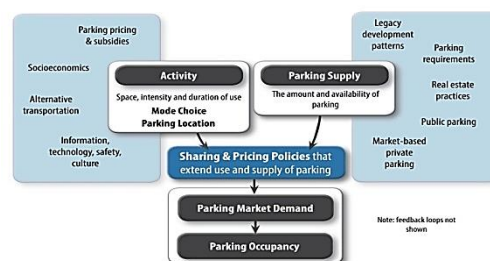 Parking pricing
& subsidies
Socioeconomics
Alternative
transportation
Information,
technology, safety,
culture
Activity
Space, intensity and duration of use
Mode Choice
Parking Location
Parking Supply
The amount and availability of
parking
Legacy
development
patterns
Parking
requirements
Real estate
practices
Public parking
Market-based
private
parking
Sharing & Pricing Policies that
extend use and supply of parking
Parking Market Demand
Parking Occupancy
Note: feedback loops not
shown